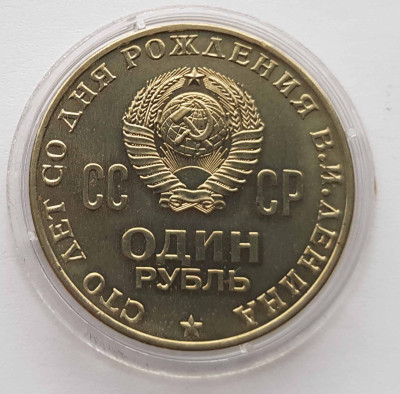 СТО ЛЕТ СО ДНЯ РОЖДЕНИЯ В.И. ЛЕНИНА
СС СР
ОДИН
РУБЛЬ